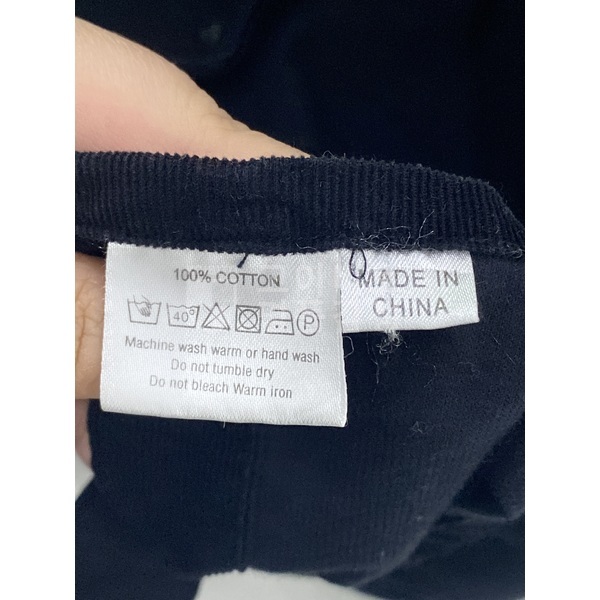 100% COTTON
40°
P
Machine wash warm or hand wash
Do not tumble dry
Do not bleach Warm iron
MADE IN
CHINA